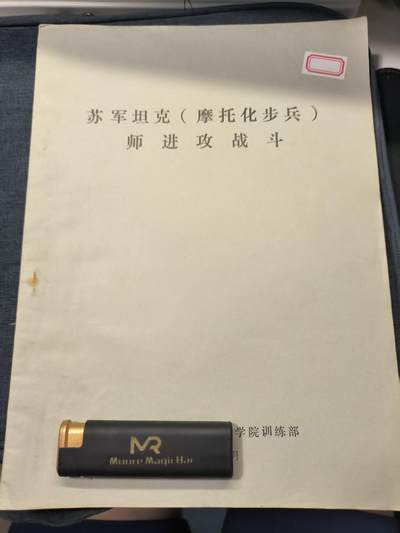 苏军坦克（摩托化步兵）
师进攻战斗
学院训练部
MR